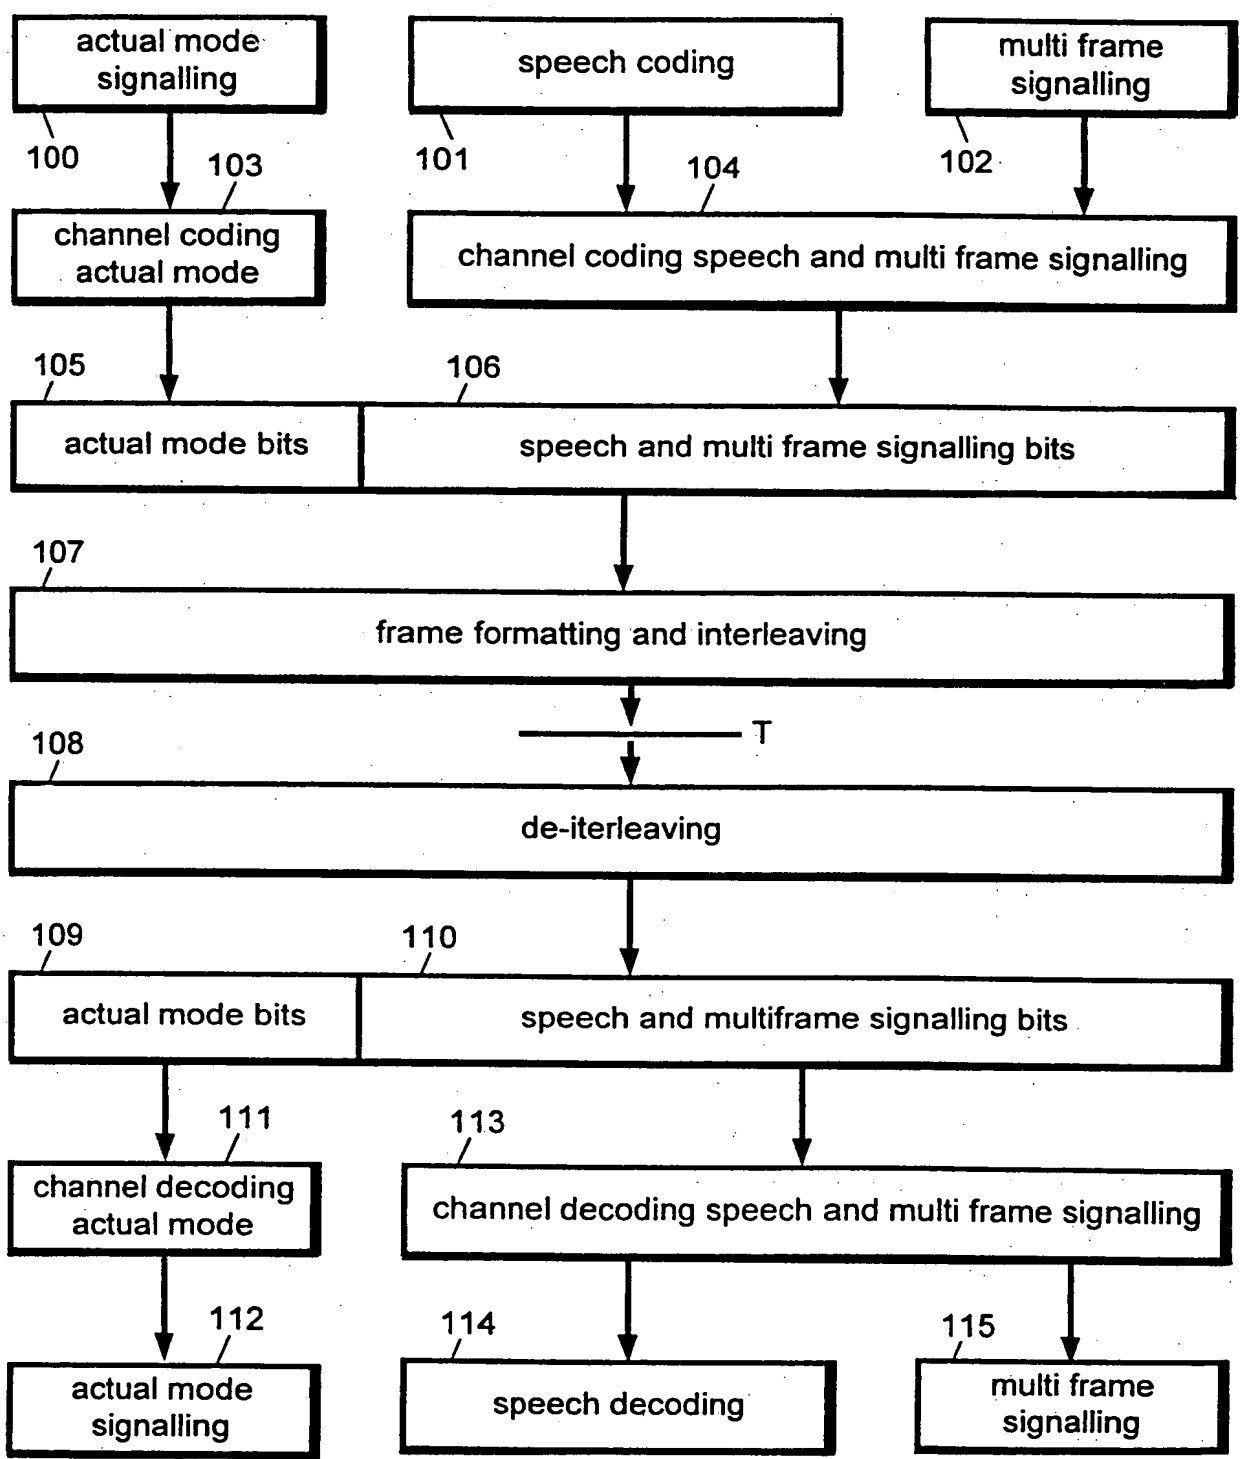 actual mode
signalling
speech coding
multi frame
signalling
100
103
101
104
102
channel coding
actual mode
channel coding speech and multi frame signalling
105
106
actual mode bits
speech and multi frame signalling bits
107
frame formatting and interleaving
T
108
de-iterleaving
109
110
actual mode bits
speech and multiframe signalling bits
111
113
channel decoding
actual mode
channel decoding speech and multi frame signalling
112
114
115
actual mode
signalling
speech decoding
multi frame
signalling